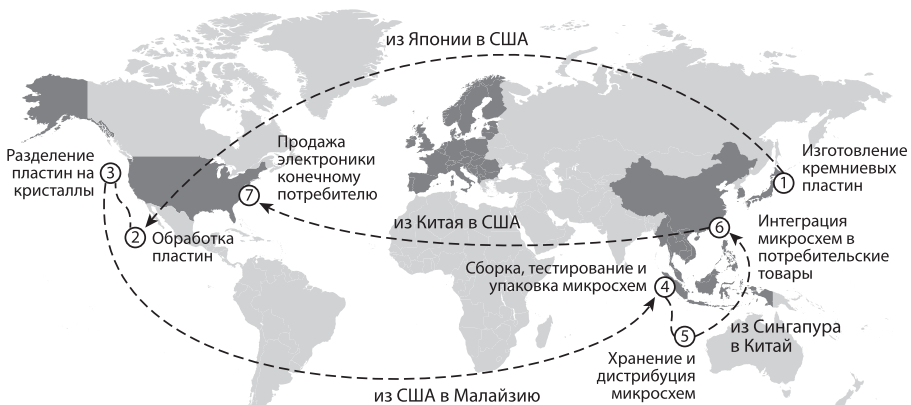 из Японии в США
Разделение
пластин на
кристаллы
3
Продажа
электроники
конечному
потребителю
7
Изготовление
кремниевых
пластин
1
2
Обработка
пластин
из Китая в США
6
Интеграция
микросхем в
потребительские
товары
Сборка, тестирование и
упаковка микросхем
4
5
из Сингапура
в Китай
Хранение и
дистрибуция
микросхем
из США в Малайзию